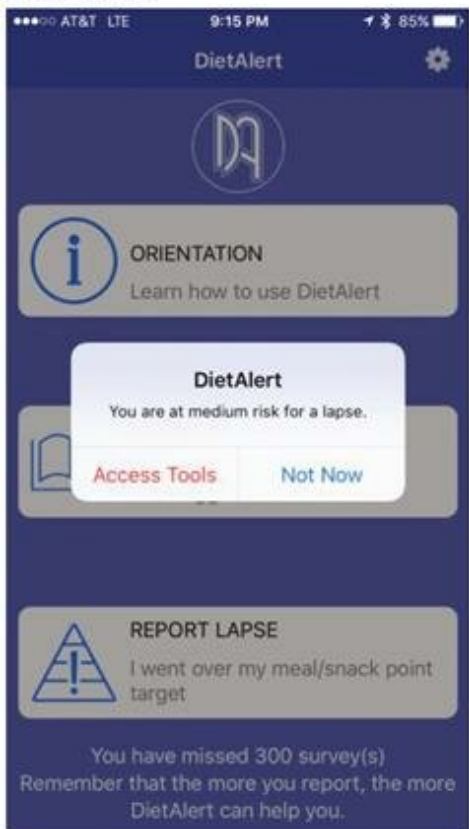 AT&T LTE 9:15 PM 85%
DietAlert
DA
ORIENTATION
Learn how to use DietAlert
DietAlert
You are at medium risk for a lapse.
Access Tools Not Now
REPORT LAPSE
I went over my meal/snack point
target
You have missed 300 survey(s)
Remember that the more you report, the more
DietAlert can help you.